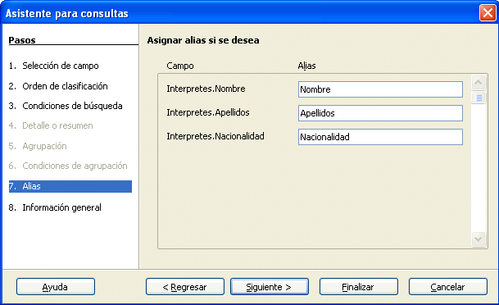 Asistente para consultas
Pasos
1. Selección de campo
2. Orden de clasificación
3. Condiciones de búsqueda
4. Detalle o resumen
5. Agrupación
6. Condiciones de agrupación
7. Alias
8. Información general
Asignar alias si se desea
Campo Alias
Interpretes.Nombre Nombre
Interpretes.Apellidos Apellidos
Interpretes.Nacionalidad Nacionalidad
Ayuda < Regresar Siguiente > Finalizar Cancelar